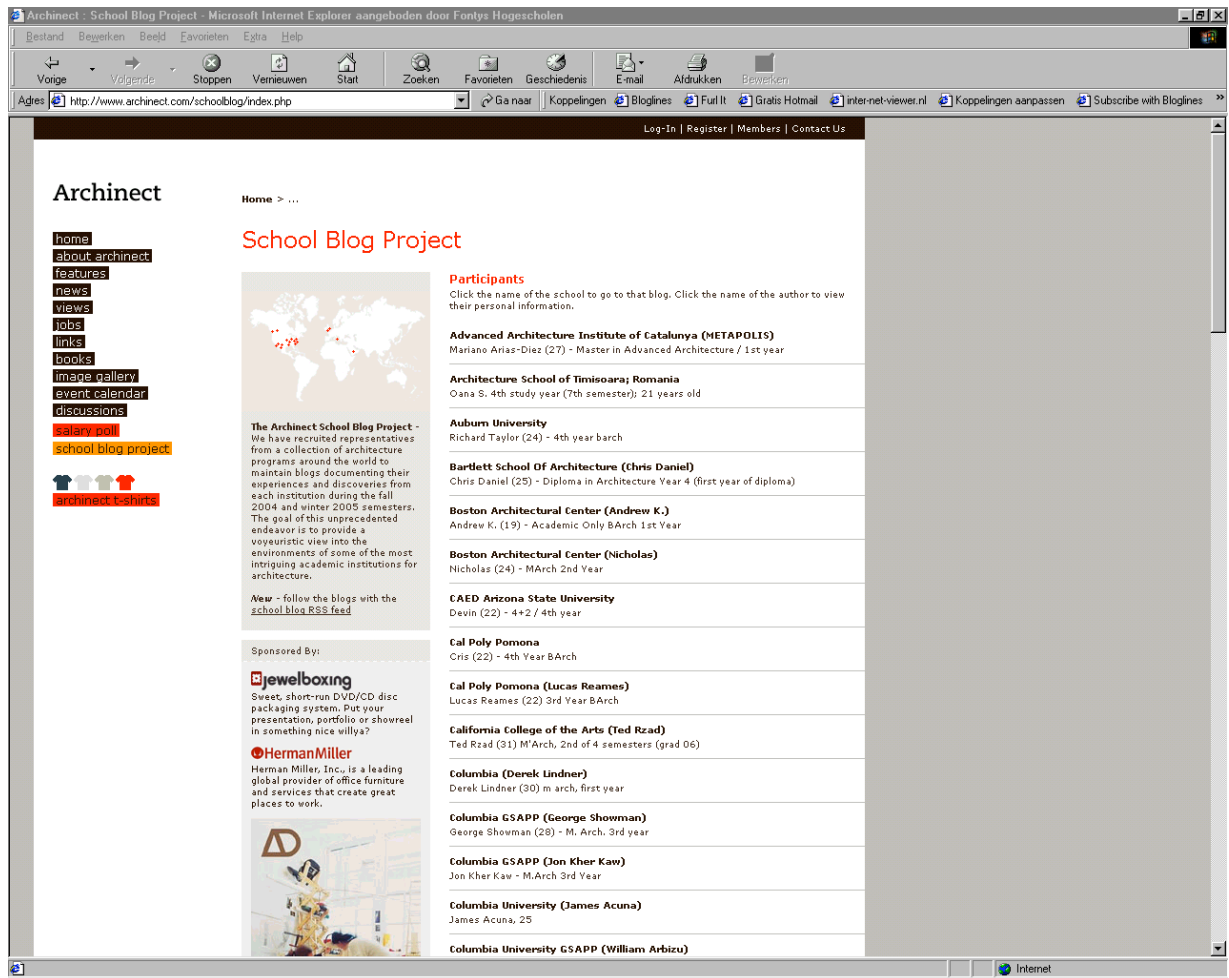 Archinect : School Blog Project - Microsoft Internet Explorer aangeboden door Fontys Hogescholen
Bestand Bewerken Beeld Favorieten Extra Help
Vorige Volgende Stoppen Vernieuwen Start Zoeken Favorieten Geschiedenis E-mail Afdrukken Bewerken
Adres http://www.archinect.com/schoolblog/index.php Ga naar Koppelingen Bloglines Furl It Gratis Hotmail inter-net-viewer.nl Koppelingen aanpassen Subscribe with Bloglines »
Log-In | Register | Members | Contact Us
Archinect
home
about archinect
features
news
views
jobs
links
books
image gallery
event calendar
discussions
salary poll
school blog project
archinect t-shirts
Home > ...
School Blog Project
The Archinect School Blog Project -
We have recruited representatives
from a collection of architecture
programs around the world to
maintain blogs documenting their
experiences and discoveries from
each institution during the fall
2004 and winter 2005 semesters.
The goal of this unprecedented
endeavor is to provide a
voyeuristic view into the
environments of some of the most
intriguing academic institutions for
architecture.
New - follow the blogs with the
school blog RSS feed
Sponsored By:
jewelboxing
Sweet, short-run DVD/CD disc
packaging system. Put your
presentation, portfolio or showreel
in something nice willya?
HermanMiller
Herman Miller, Inc., is a leading
global provider of office furniture
and services that create great
places to work.
AD
Participants
Click the name of the school to go to that blog. Click the name of the author to view
their personal information.
Advanced Architecture Institute of Catalunya (METAPOLIS)
Mariano Arias-Diez (27) - Master in Advanced Architecture / 1st year
Architecture School of Timisoara; Romania
Oana S. 4th study year (7th semester); 21 years old
Auburn University
Richard Taylor (24) - 4th year barch
Bartlett School Of Architecture (Chris Daniel)
Chris Daniel (25) - Diploma in Architecture Year 4 (first year of diploma)
Boston Architectural Center (Andrew K.)
Andrew K. (19) - Academic Only BArch 1st Year
Boston Architectural Center (Nicholas)
Nicholas (24) - MArch 2nd Year
CAED Arizona State University
Devin (22) - 4+2 / 4th year
Cal Poly Pomona
Cris (22) - 4th Year BArch
Cal Poly Pomona (Lucas Reames)
Lucas Reames (22) 3rd Year BArch
California College of the Arts (Ted Rzad)
Ted Rzad (31) M'Arch, 2nd of 4 semesters (grad 06)
Columbia (Derek Lindner)
Derek Lindner (30) m arch, first year
Columbia GSAPP (George Showman)
George Showman (28) - M. Arch. 3rd year
Columbia GSAPP (Jon Kher Kaw)
Jon Kher Kaw - M.Arch 3rd Year
Columbia University (James Acuna)
James Acuna, 25
Columbia University GSAPP (William Arbizu)
Internet